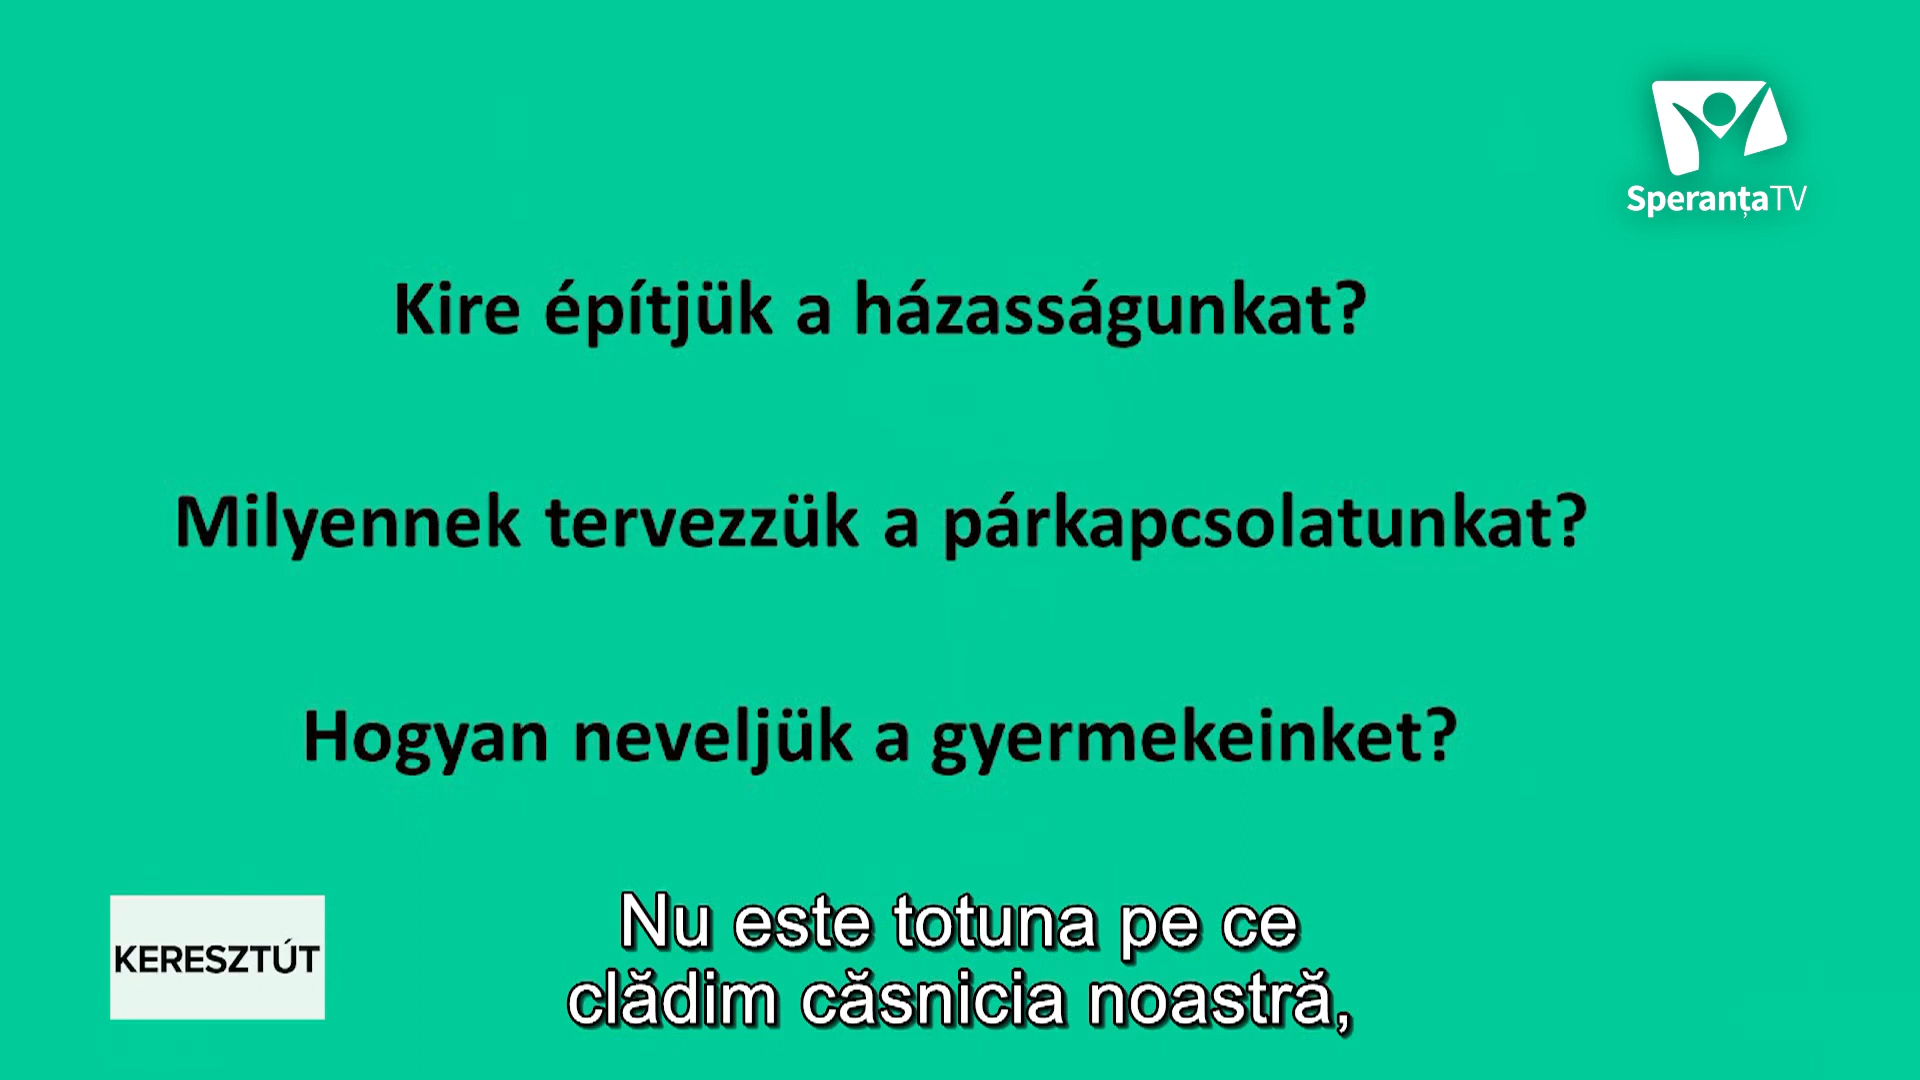 SperanțaTV
Kire építjük a házasságunkat?
Milyennek tervezzük a párkapcsolatunkat?
Hogyan neveljük a gyermekeinket?
KERESZTÚT
Nu este totuna pe ce
clădim căsnicia noastră,